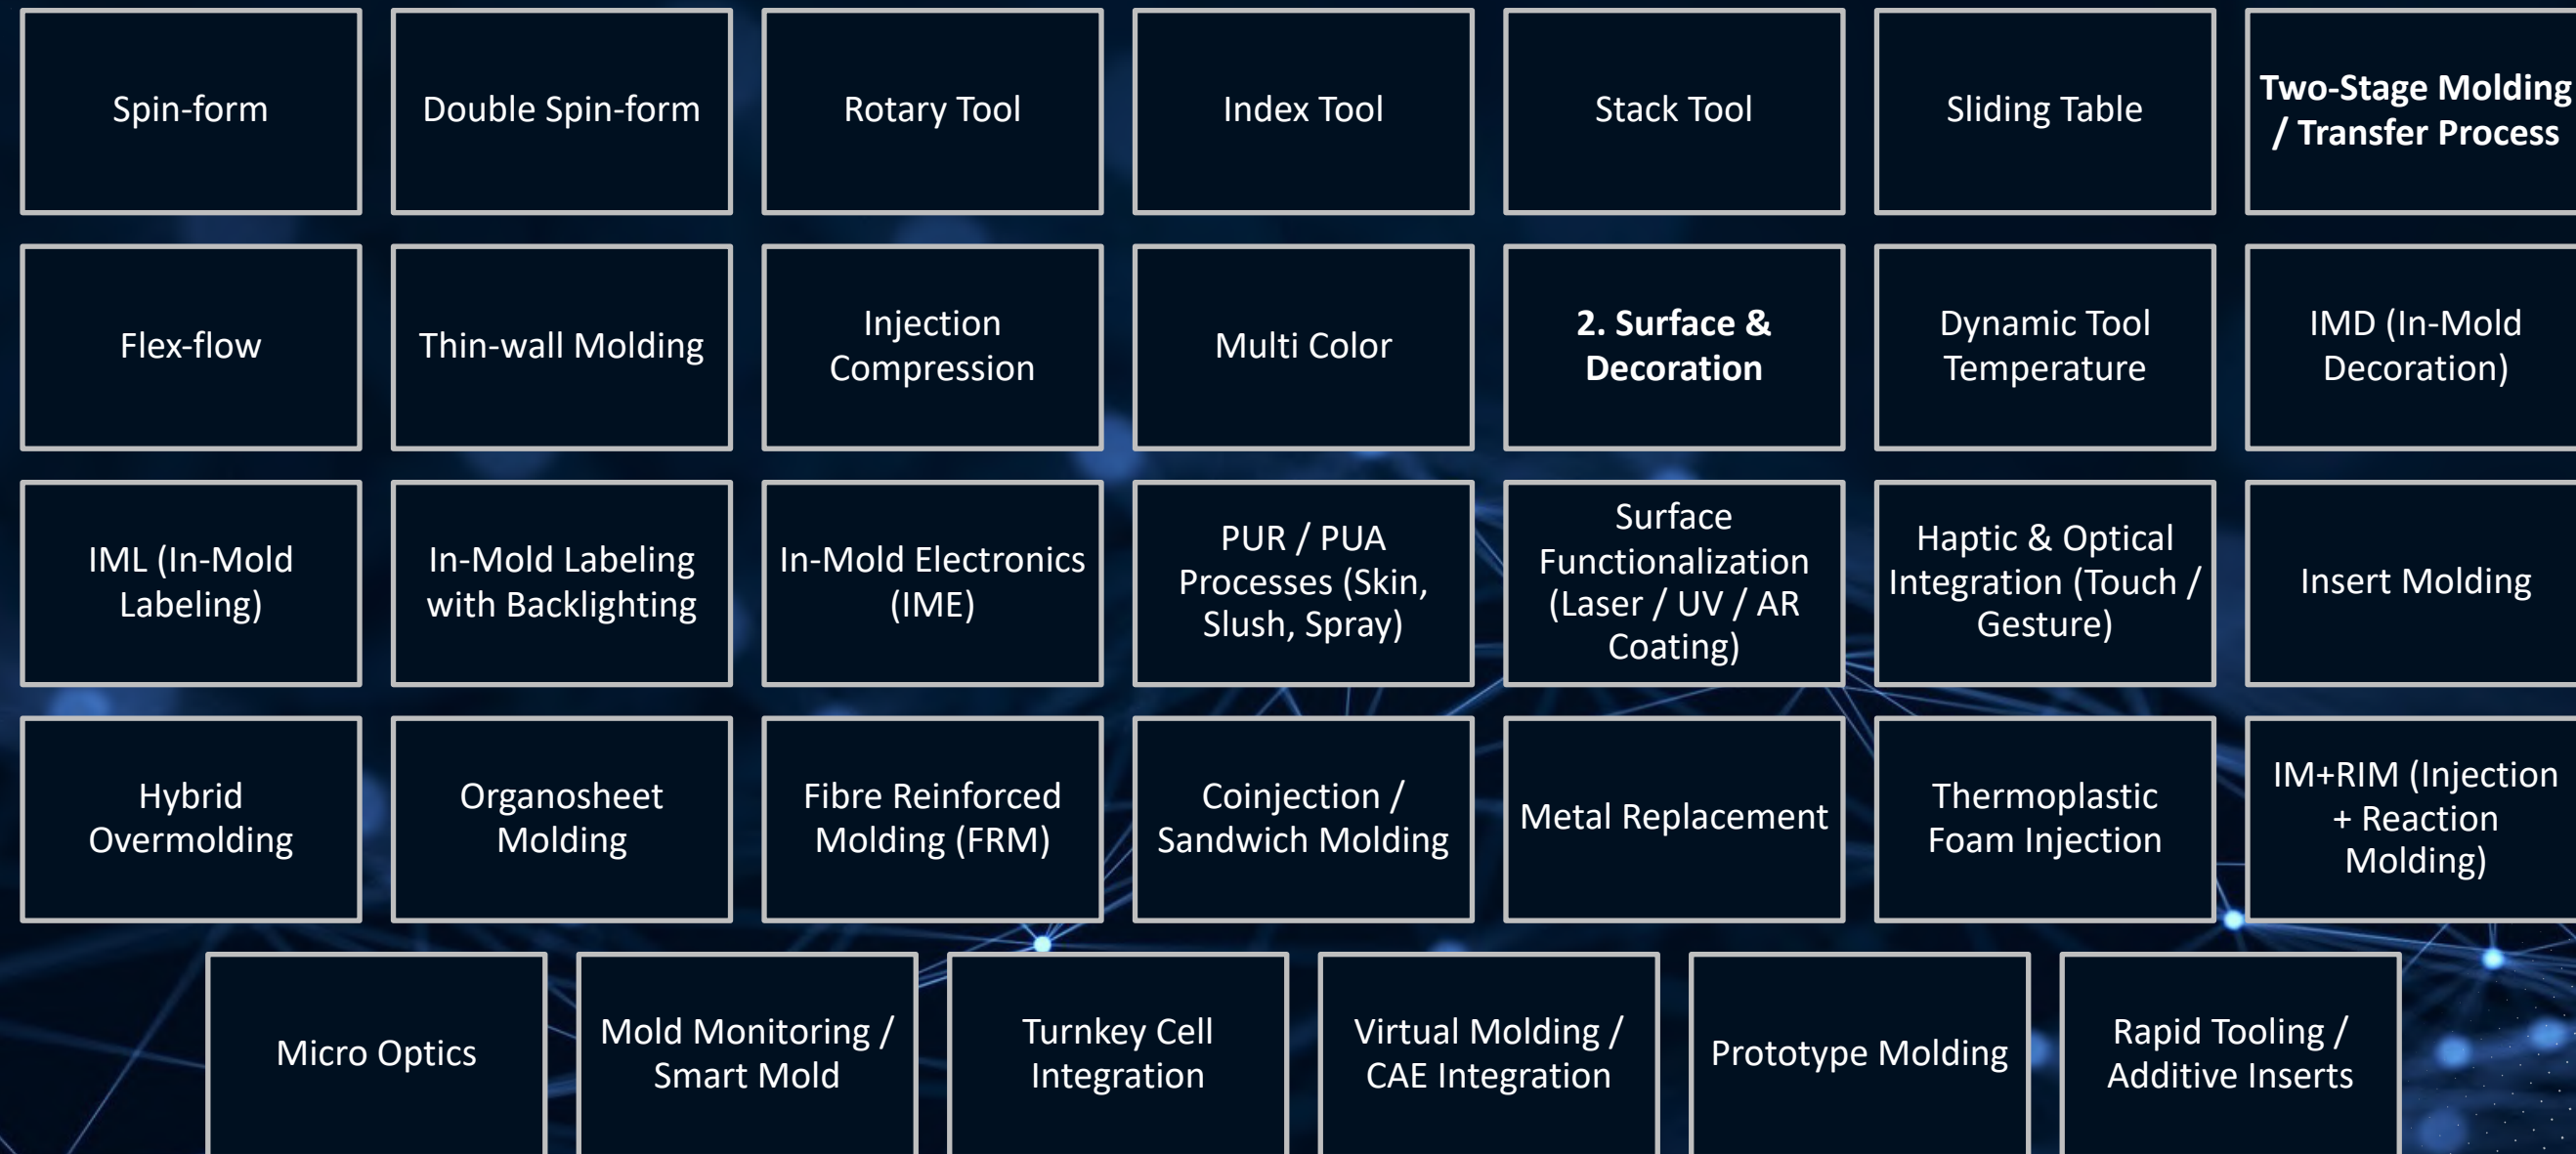 Spin-form
Double Spin-form
Rotary Tool
Index Tool
Stack Tool
Sliding Table
Two-Stage Molding
/ Transfer Process
Flex-flow
Thin-wall Molding
Injection
Compression
Multi Color
2. Surface &
Decoration
Dynamic Tool
Temperature
IMD (In-Mold
Decoration)
IML (In-Mold
Labeling)
In-Mold Labeling
with Backlighting
In-Mold Electronics
(IME)
PUR / PUA
Processes (Skin,
Slush, Spray)
Surface
Functionalization
(Laser / UV / AR
Coating)
Haptic & Optical
Integration (Touch /
Gesture)
Insert Molding
Hybrid
Overmolding
Organosheet
Molding
Fibre Reinforced
Molding (FRM)
Coinjection /
Sandwich Molding
Metal Replacement
Thermoplastic
Foam Injection
IM+RIM (Injection
+ Reaction
Molding)
Micro Optics
Mold Monitoring /
Smart Mold
Turnkey Cell
Integration
Virtual Molding /
CAE Integration
Prototype Molding
Rapid Tooling /
Additive Inserts